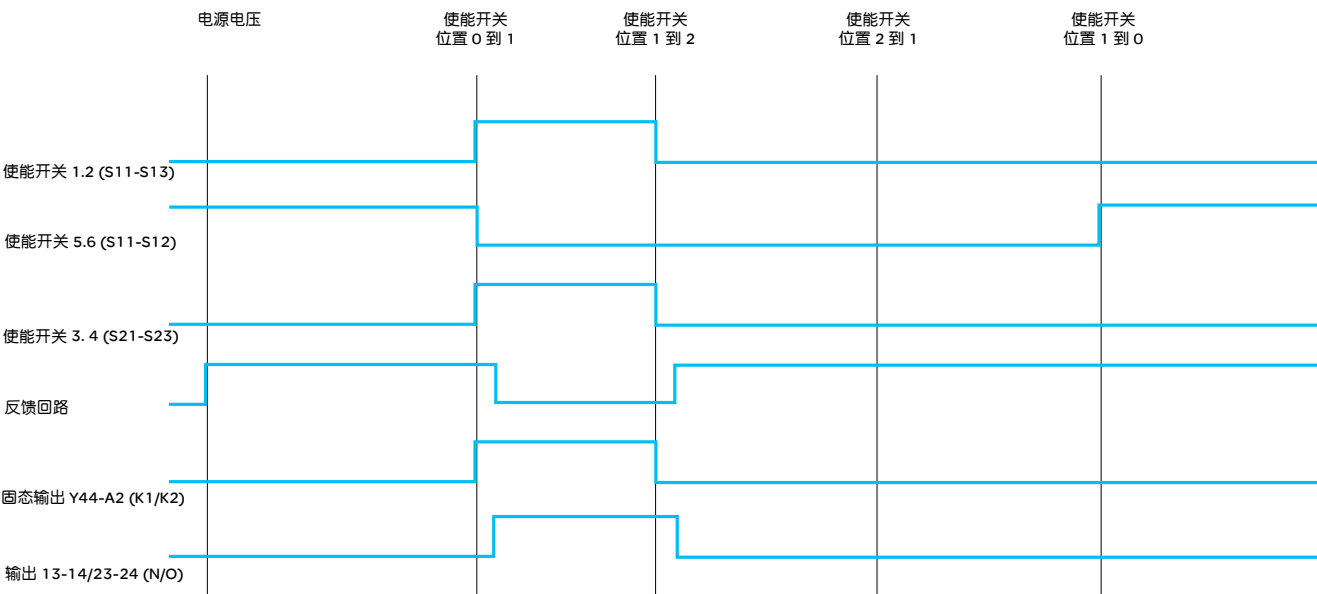 电源电压
使能开关
位置 0 到 1
使能开关
位置 1 到 2
使能开关
位置 2 到 1
使能开关
位置 1 到 0
使能开关 1.2 (S11-S13)
使能开关 5.6 (S11-S12)
使能开关 3. 4 (S21-S23)
反馈回路
固态输出 Y44-A2 (K1/K2)
输出 13-14/23-24 (N/O)